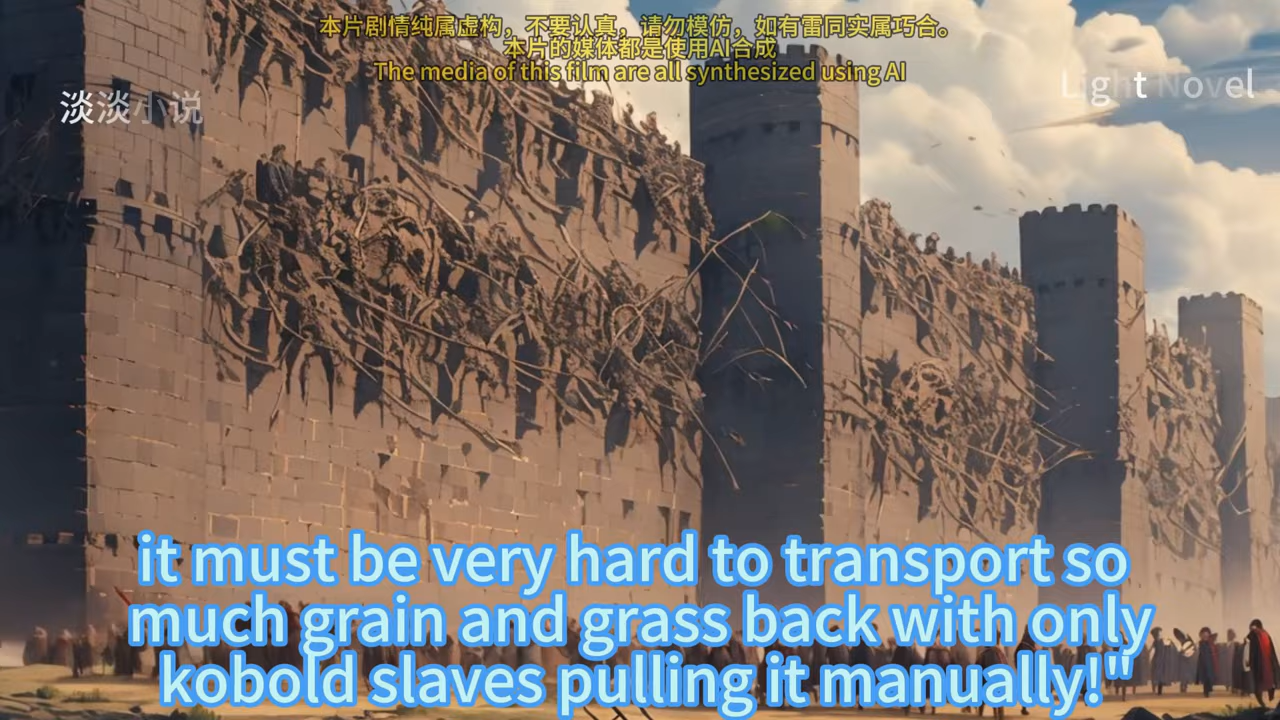 本片剧情纯属虚构，不要认真，请勿模仿，如有雷同实属巧合。
本片的媒体都是使用AI合成
The media of this film are all synthesized using AI
淡淡小说
Light Novel
it must be very hard to transport so
much grain and grass back with only
kobold slaves pulling it manually!"